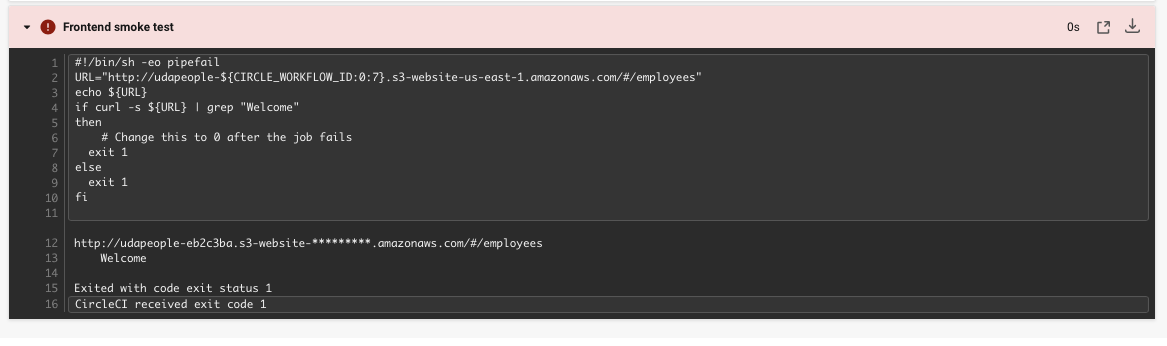 Frontend smoke test 0s
1 #!/bin/sh -eo pipefail
2 URL="http://udapeople-${CIRCLE_WORKFLOW_ID:0:7}.s3-website-us-east-1.amazonaws.com/#/employees"
3 echo ${URL}
4 if curl -s ${URL} | grep "Welcome"
5 then
6     # Change this to 0 after the job fails
7   exit 1
8 else
9   exit 1
10 fi
11
12 http://udapeople-eb2c3ba.s3-website-*********.amazonaws.com/#/employees
13     Welcome
14
15 Exited with code exit status 1
16 CircleCI received exit code 1